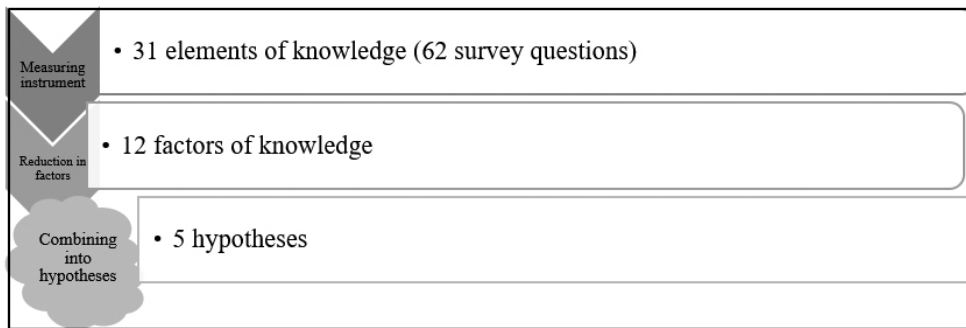 Measuring
instrument
• 31 elements of knowledge (62 survey questions)
Reduction in
factors
• 12 factors of knowledge
Combining
into
hypotheses
• 5 hypotheses